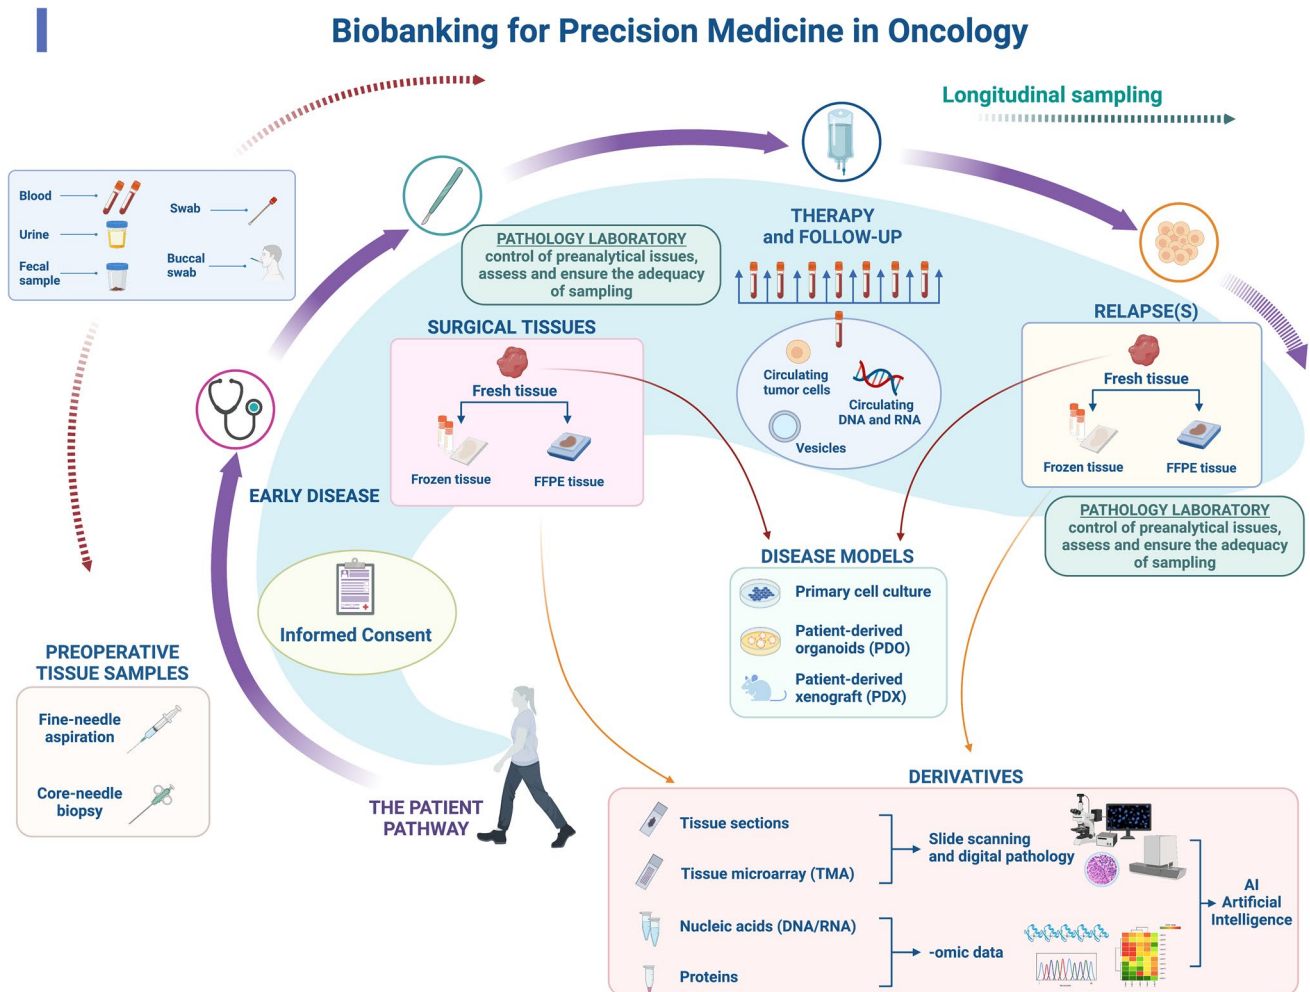 Biobanking for Precision Medicine in Oncology
Longitudinal sampling
Blood
Urine
Fecal
sample
Swab
Buccal
swab
PATHOLOGY LABORATORY
control of preanalytical issues,
assess and ensure the adequacy
of sampling
THERAPY
and FOLLOW-UP
SURGICAL TISSUES
Fresh tissue
Frozen tissue
FFPE tissue
Circulating
tumor cells
Circulating
DNA and RNA
Vesicles
RELAPSE(S)
Fresh tissue
Frozen tissue
FFPE tissue
PATHOLOGY LABORATORY
control of preanalytical issues,
assess and ensure the adequacy
of sampling
EARLY DISEASE
Informed Consent
DISEASE MODELS
Primary cell culture
Patient-derived
organoids (PDO)
Patient-derived
xenograft (PDX)
PREOPERATIVE
TISSUE SAMPLES
Fine-needle
aspiration
Core-needle
biopsy
THE PATIENT
PATHWAY
DERIVATIVES
Tissue sections
Tissue microarray (TMA)
Slide scanning
and digital pathology
Nucleic acids (DNA/RNA)
Proteins
-omic data
AI
Artificial
Intelligence